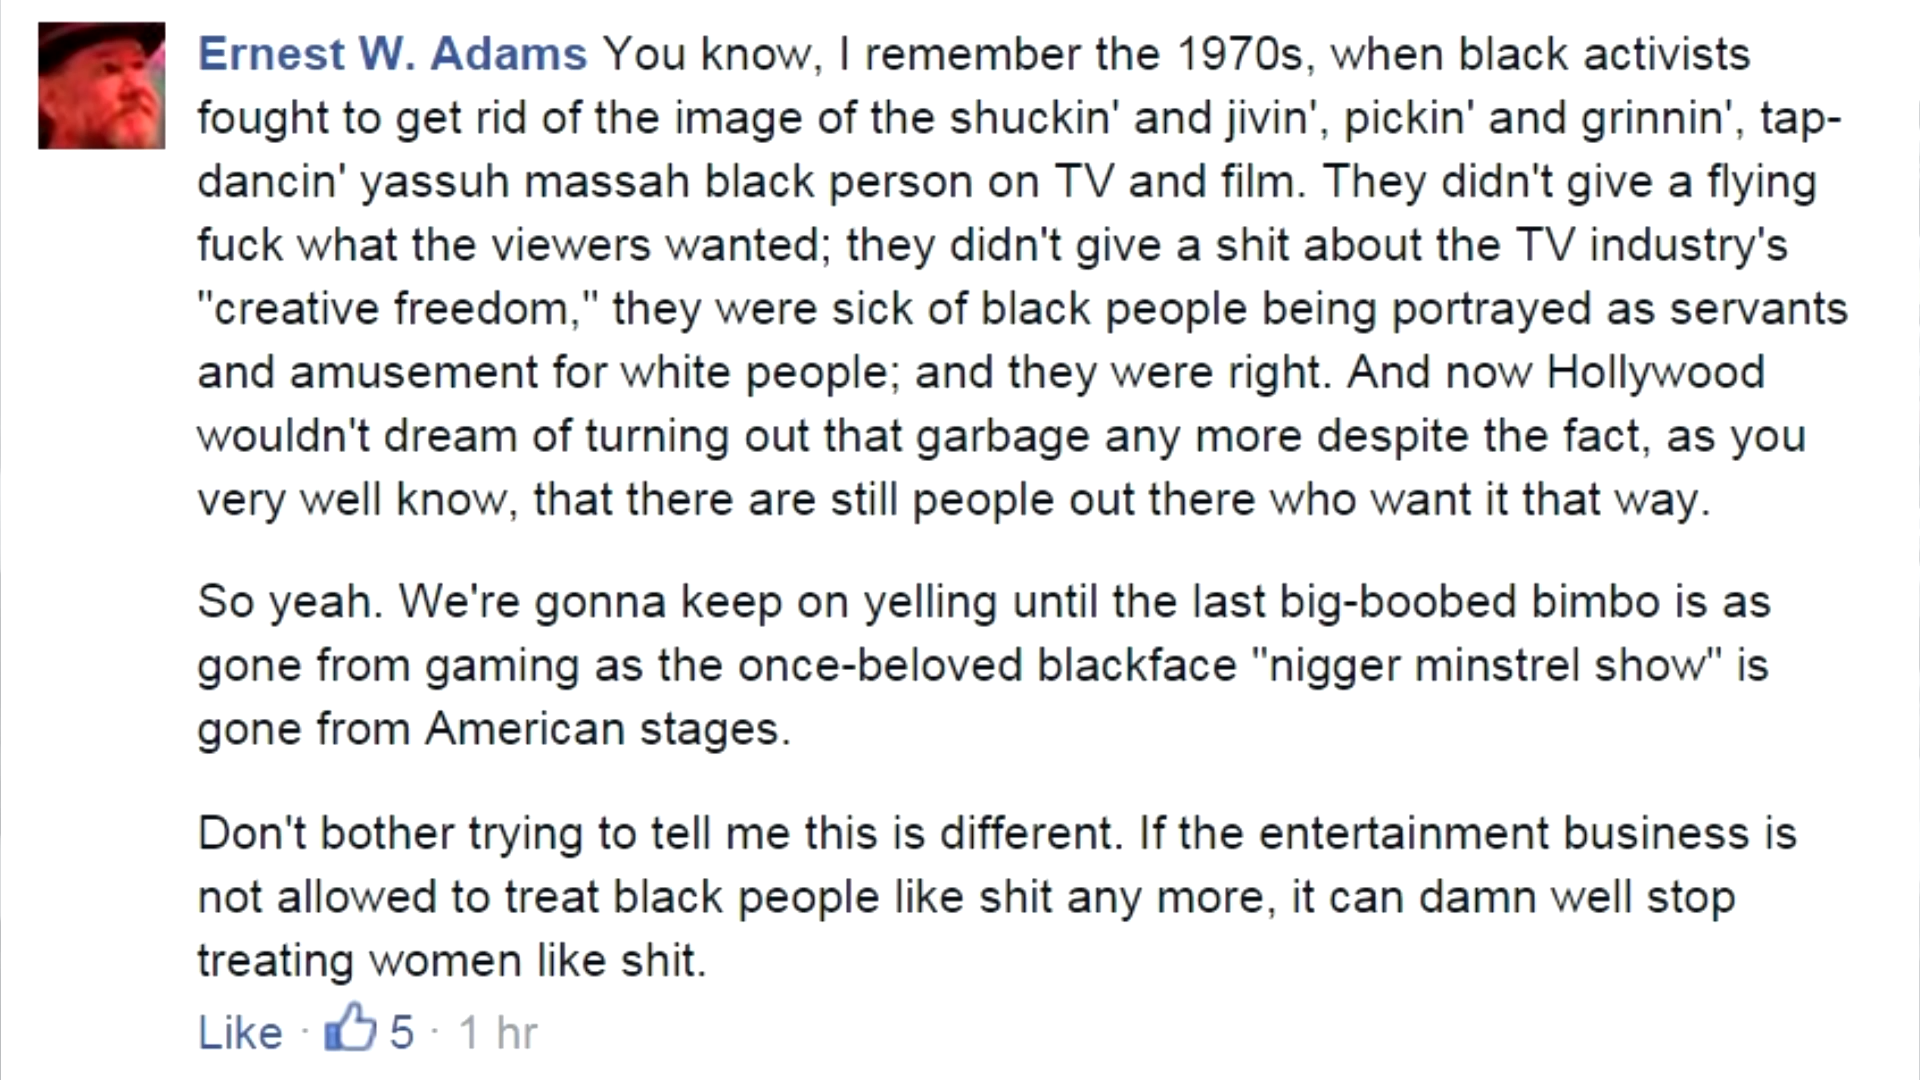 Ernest W. Adams You know, I remember the 1970s, when black activists
fought to get rid of the image of the shuckin' and jivin', pickin' and grinnin', tap-
dancin' yassuh massah black person on TV and film. They didn't give a flying
fuck what the viewers wanted; they didn't give a shit about the TV industry's
"creative freedom," they were sick of black people being portrayed as servants
and amusement for white people; and they were right. And now Hollywood
wouldn't dream of turning out that garbage any more despite the fact, as you
very well know, that there are still people out there who want it that way.
So yeah. We're gonna keep on yelling until the last big-boobed bimbo is as
gone from gaming as the once-beloved blackface "nigger minstrel show" is
gone from American stages.
Don't bother trying to tell me this is different. If the entertainment business is
not allowed to treat black people like shit any more, it can damn well stop
treating women like shit.
Like · 5 · 1 hr